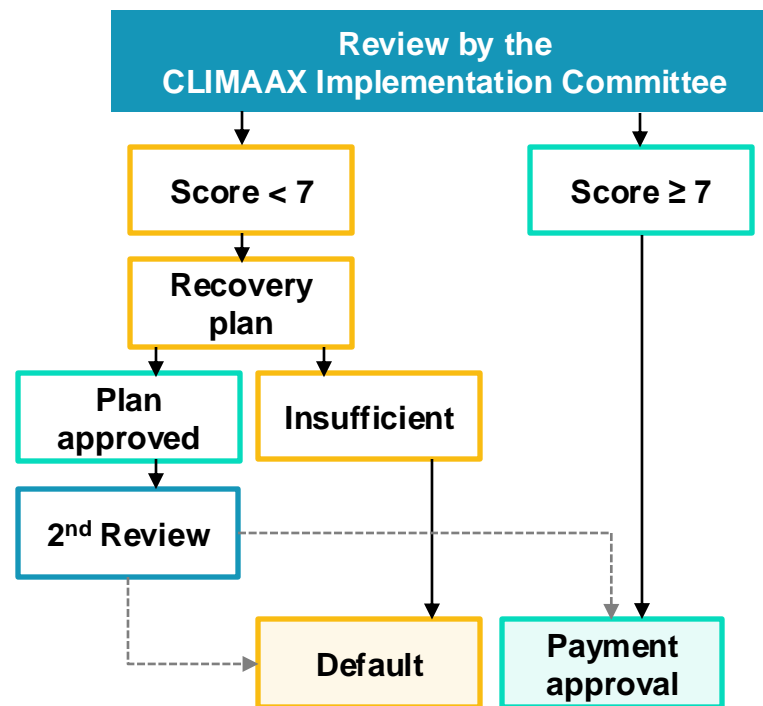 Review by the
CLIMAAX Implementation Committee
Score < 7
Score ≥ 7
Recovery
plan
Plan
approved
Insufficient
2nd Review
Default
Payment
approval